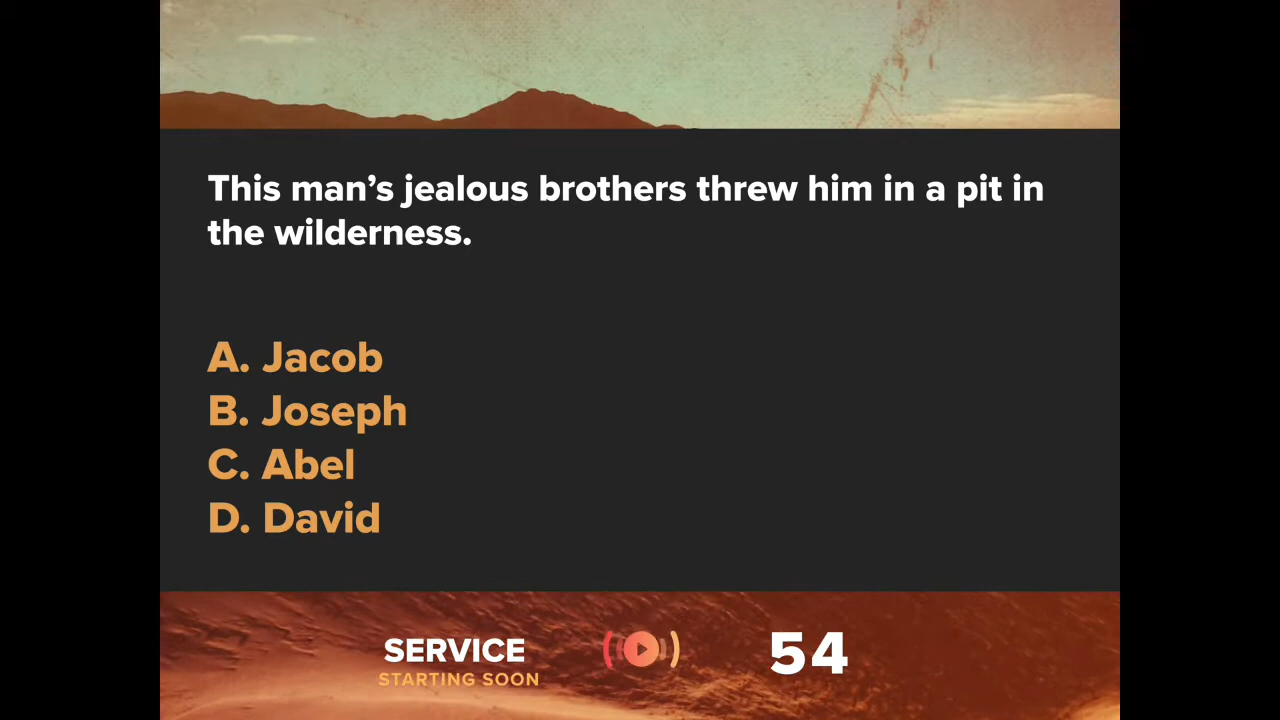 This man’s jealous brothers threw him in a pit in
the wilderness.
A. Jacob
B. Joseph
C. Abel
D. David
SERVICE
STARTING SOON
54